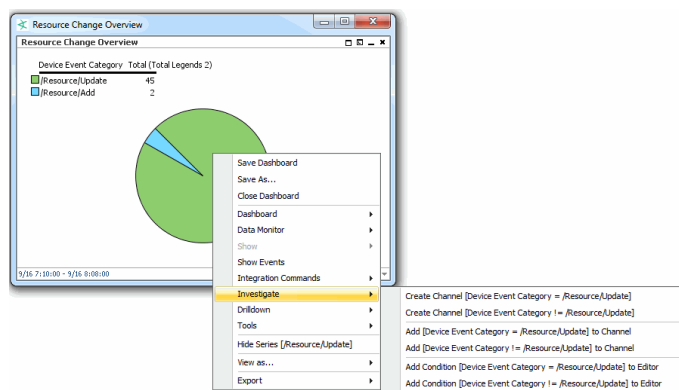 Resource Change Overview
Resource Change Overview
Device Event Category Total (Total Legends 2)
/Resource/Update 45
/Resource/Add 2
Save Dashboard
Save As...
Close Dashboard
Dashboard
Data Monitor
Show
Show Events
9/16 7:10:00 - 9/16 8:08:00
Integration Commands
Investigate
Create Channel [Device Event Category = /Resource/Update]
Create Channel [Device Event Category != /Resource/Update]
Drilldown
Tools
Add [Device Event Category = /Resource/Update] to Channel
Add [Device Event Category != /Resource/Update] to Channel
Hide Series [/Resource/Update]
View as...
Add Condition [Device Event Category = /Resource/Update] to Editor
Export
Add Condition [Device Event Category != /Resource/Update] to Editor